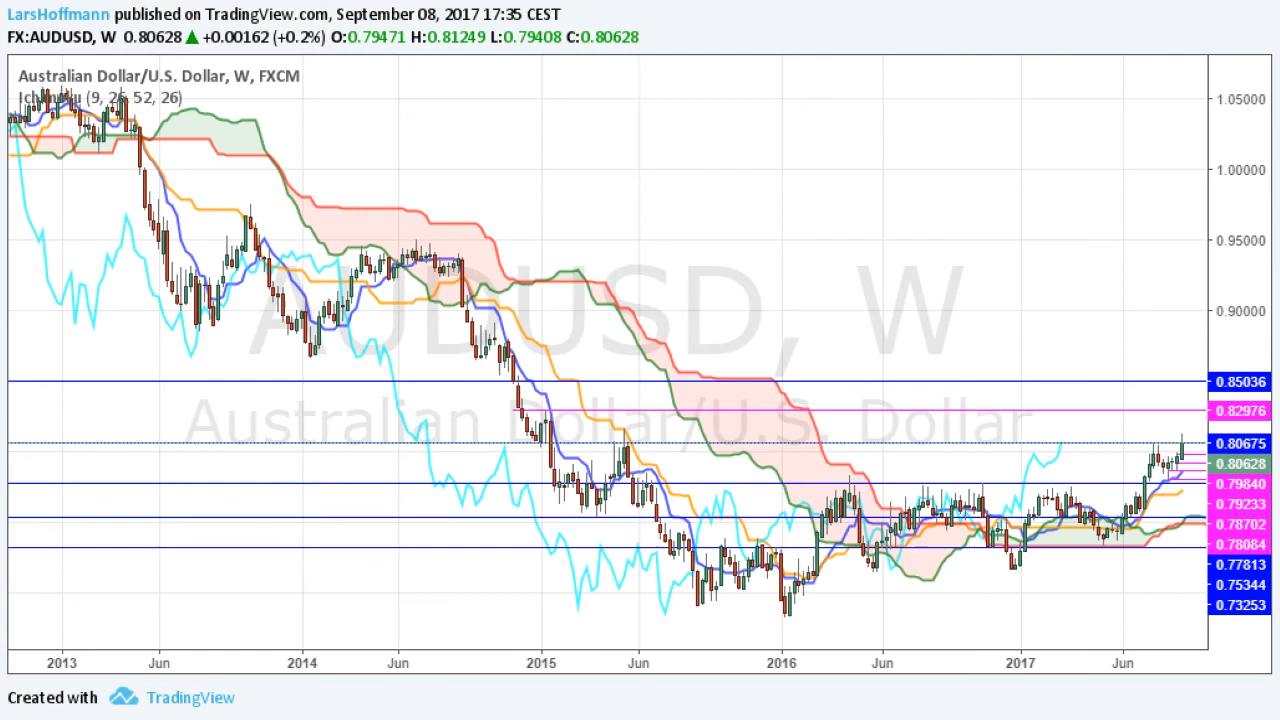 LarsHoffmann published on TradingView.com, September 08, 2017 17:35 CEST
FX:AUDUSD, W 0.80628 ▲ +0.00162 (+0.2%) O:0.79471 H:0.81249 L:0.79408 C:0.80628
Australian Dollar/U.S. Dollar, W, FXCM
Ichimoku (9, 26, 52, 26)
1.05000
1.00000
0.95000
0.90000
AUDUSD, W
Australian Dollar/U.S. Dollar
0.85036
0.82976
0.80675
0.80628
0.79840
0.79233
0.78702
0.78084
0.77813
0.75344
0.73253
2013 Jun 2014 Jun 2015 Jun 2016 Jun 2017 Jun
Created with TradingView